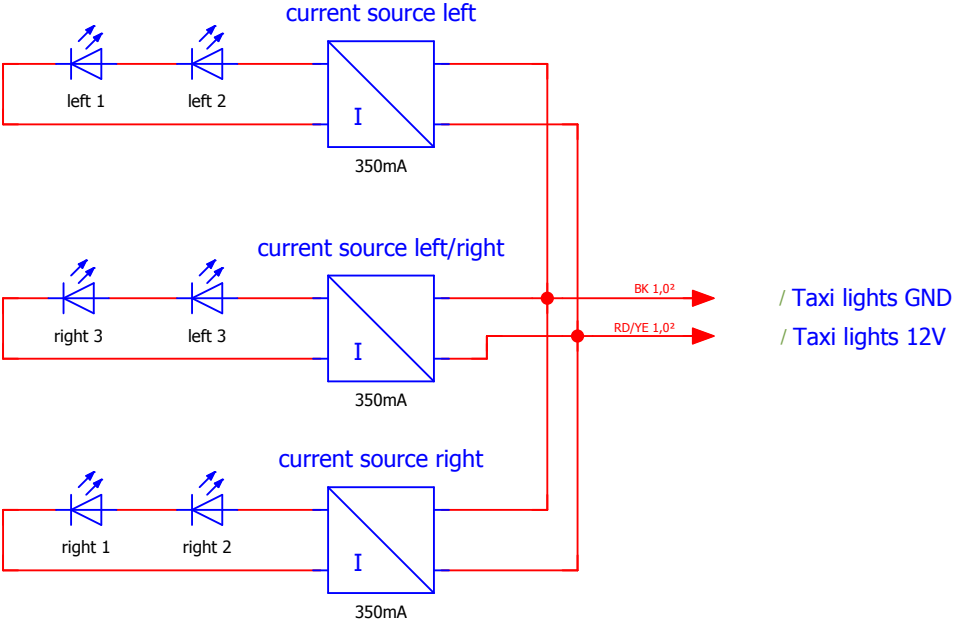 current source left
left 1
left 2
I
350mA
current source left/right
BK 1,0²
/ Taxi lights GND
RD/YE 1,0²
/ Taxi lights 12V
right 3
left 3
I
350mA
current source right
right 1
right 2
I
350mA